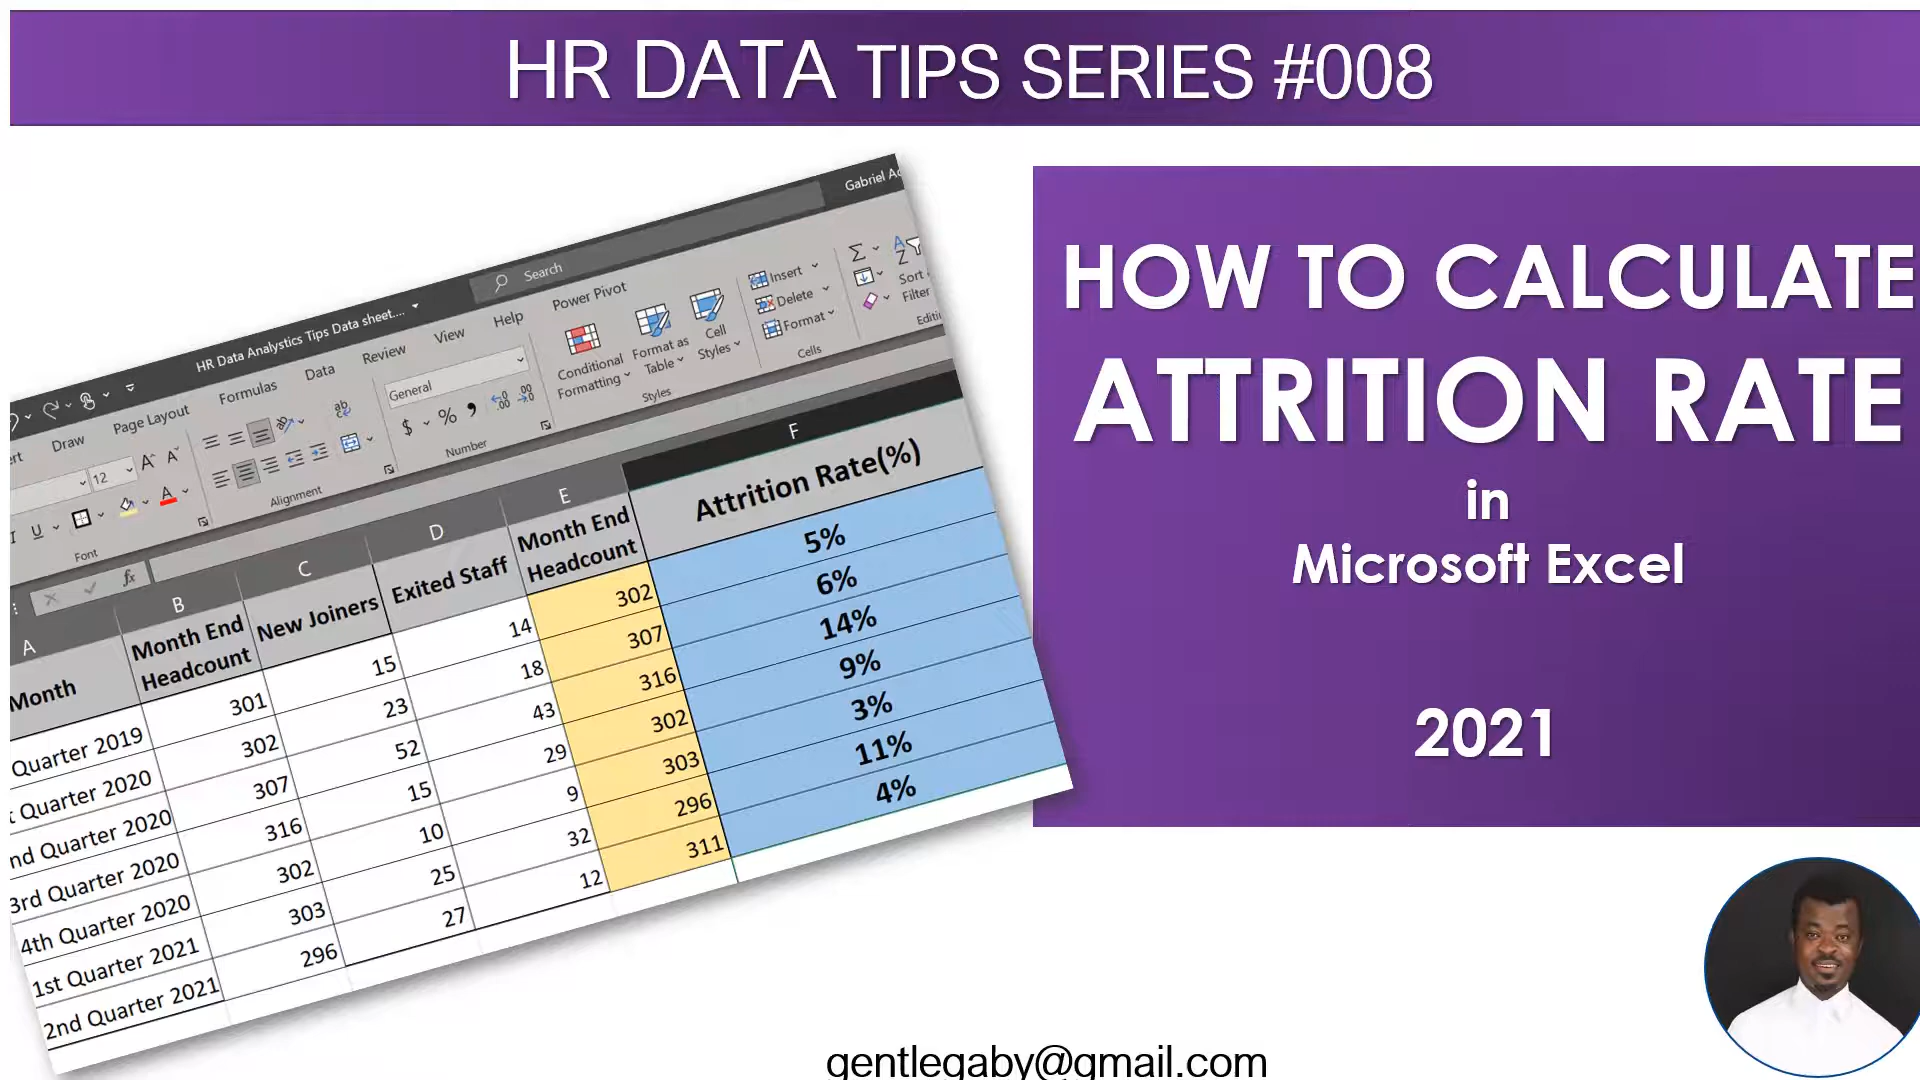 HR DATA TIPS SERIES #008
HOW TO CALCULATE
ATTRITION RATE
in
Microsoft Excel
2021
Gabriel
Search
HR Data Analystics Tips Data sheet....
Draw
Page Layout
Formulas
Data
Review
View
Help
Power Pivot
12
General
Conditional
Formatting
Format as
Table
Cell
Styles
Insert
Delete
Format
Sort
Filter
Font
Alignment
Number
Styles
Cells
A B C D E F
Month
Month End
Headcount
New Joiners
Exited Staff
Month End
Headcount
Attrition Rate(%)
Quarter 2019 301 15 14 302 5%
Quarter 2020 302 23 18 307 6%
Quarter 2020 307 52 43 316 14%
3rd Quarter 2020 316 15 29 302 9%
4th Quarter 2020 302 10 9 303 3%
1st Quarter 2021 303 25 32 296 11%
2nd Quarter 2021 296 27 12 311 4%
gentlegaby@gmail.com